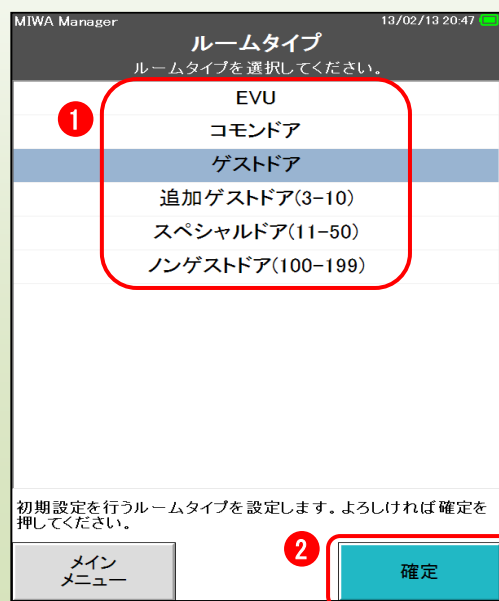 MIWA Manager 13/02/13 20:47
ルームタイプ
ルームタイプを選択してください。
1
EVU
コモンドア
ゲストドア
追加ゲストドア(3-10)
スペシャルドア(11-50)
ノンゲストドア(100-199)
初期設定を行うルームタイプを設定します。よろしければ確定を
押してください。
2
メイン
メニュー
確定